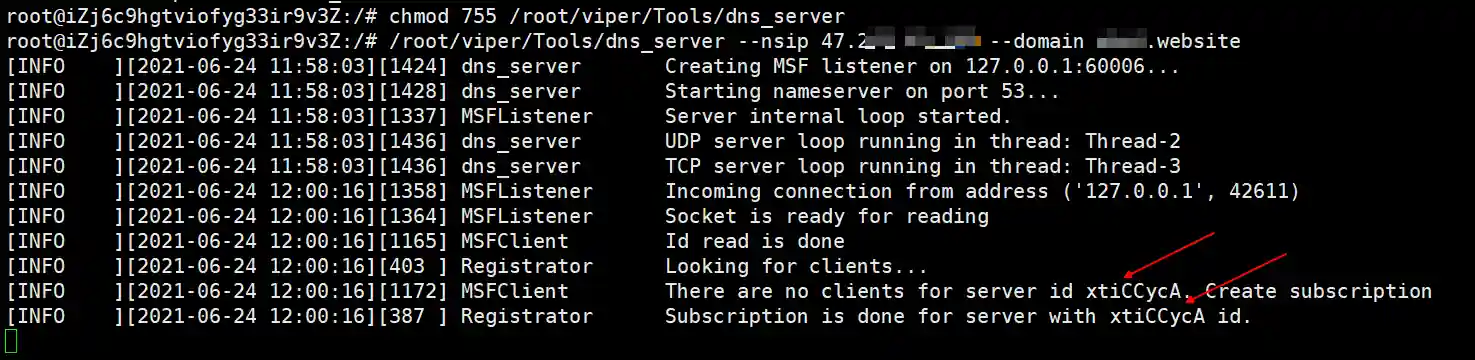 root@iZj6c9hgtviofyg33ir9v3Z:/# chmod 755 /root/viper/Tools/dns_server
root@iZj6c9hgtviofyg33ir9v3Z:/# /root/viper/Tools/dns_server --nsip 47.2 --domain .website
[INFO    ][2021-06-24 11:58:03][1424] dns_server       Creating MSF listener on 127.0.0.1:60006...
[INFO    ][2021-06-24 11:58:03][1428] dns_server       Starting nameserver on port 53...
[INFO    ][2021-06-24 11:58:03][1337] MSFListener      Server internal loop started.
[INFO    ][2021-06-24 11:58:03][1436] dns_server       UDP server loop running in thread: Thread-2
[INFO    ][2021-06-24 11:58:03][1436] dns_server       TCP server loop running in thread: Thread-3
[INFO    ][2021-06-24 12:00:16][1358] MSFListener      Incoming connection from address ('127.0.0.1', 42611)
[INFO    ][2021-06-24 12:00:16][1364] MSFListener      Socket is ready for reading
[INFO    ][2021-06-24 12:00:16][1165] MSFClient        Id read is done
[INFO    ][2021-06-24 12:00:16][403 ] Registrator      Looking for clients...
[INFO    ][2021-06-24 12:00:16][1172] MSFClient        There are no clients for server id xtiCCycA. Create subscription
[INFO    ][2021-06-24 12:00:16][387 ] Registrator      Subscription is done for server with xtiCCycA id.